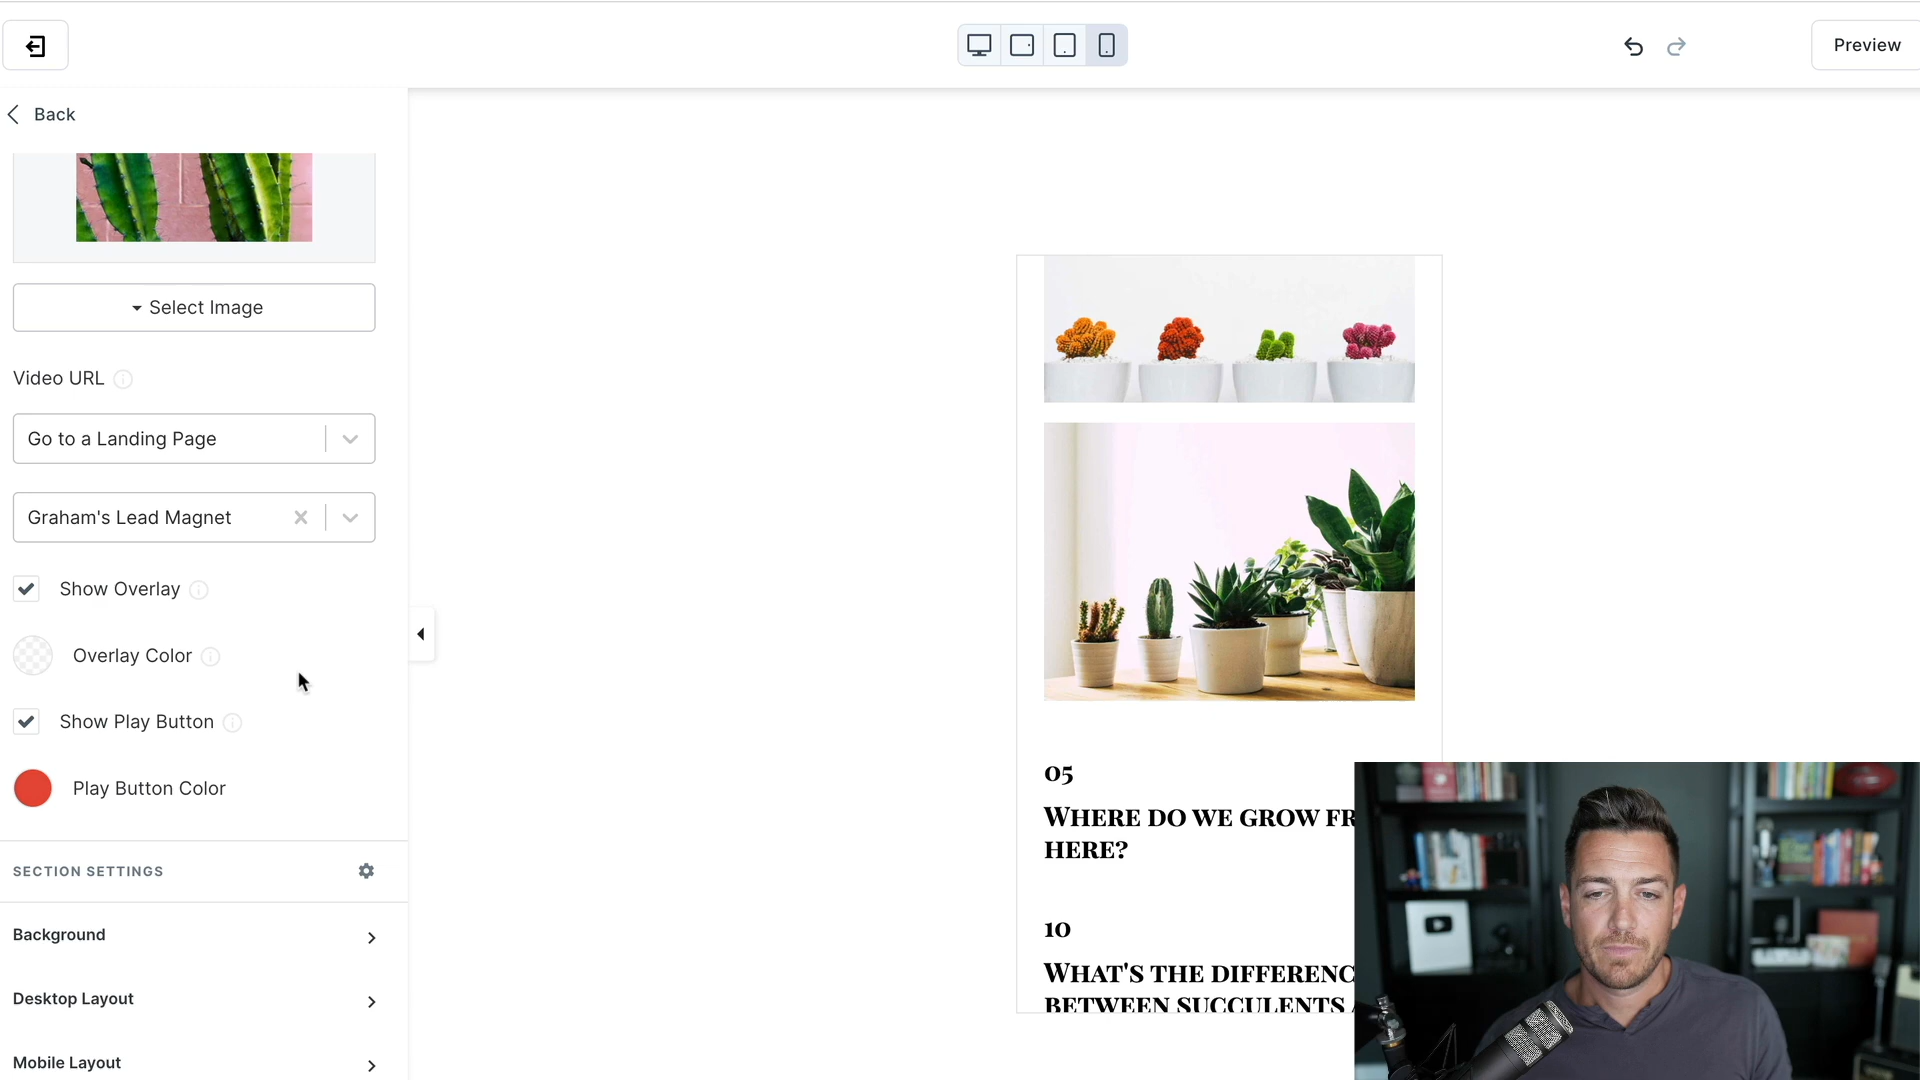 Preview
Back
Select Image
Video URL
Go to a Landing Page
Graham's Lead Magnet
Show Overlay
Overlay Color
Show Play Button
Play Button Color
SECTION SETTINGS
Background
Desktop Layout
Mobile Layout
05
WHERE DO WE GROW FR
HERE?
10
WHAT'S THE DIFFERENC
BETWEEN SUCCULENTS